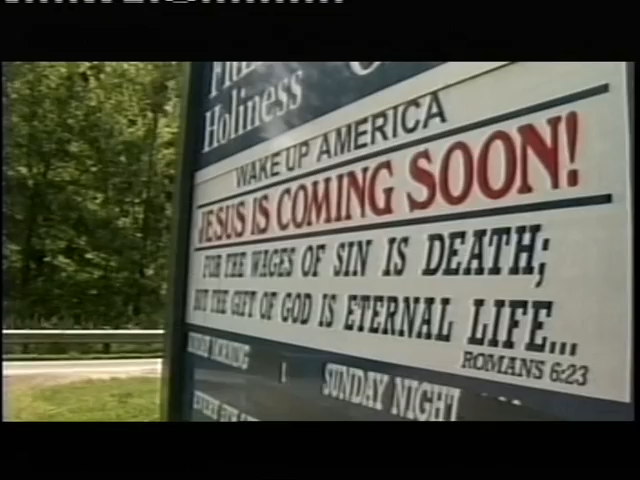 Holiness
WAKE UP AMERICA
JESUS IS COMING SOON!
FOR THE WAGES OF SIN IS DEATH;
BUT THE GIFT OF GOD IS ETERNAL LIFE...
ROMANS 6:23
SUNDAY NIGHT